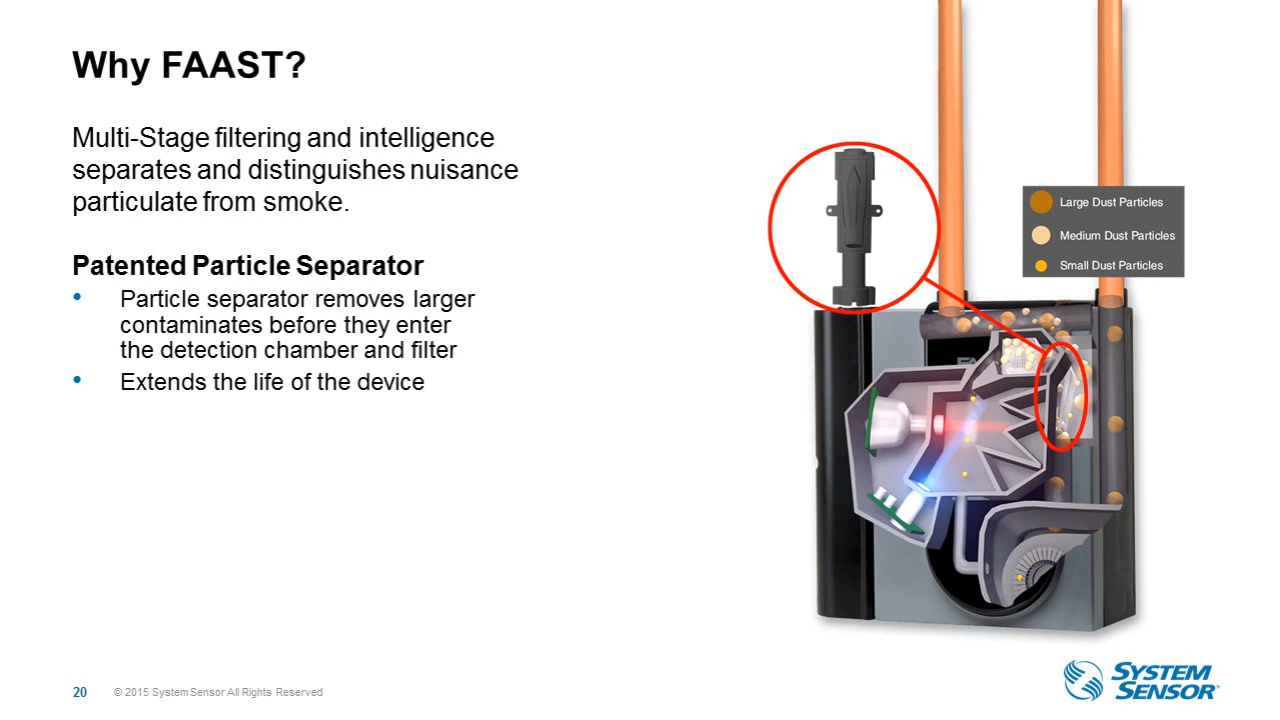 Why FAAST?
Multi-Stage filtering and intelligence
separates and distinguishes nuisance
particulate from smoke.
Patented Particle Separator
• Particle separator removes larger
contaminates before they enter
the detection chamber and filter
• Extends the life of the device
Large Dust Particles
Medium Dust Particles
Small Dust Particles
20 © 2015 System Sensor All Rights Reserved
SYSTEM
SENSOR®